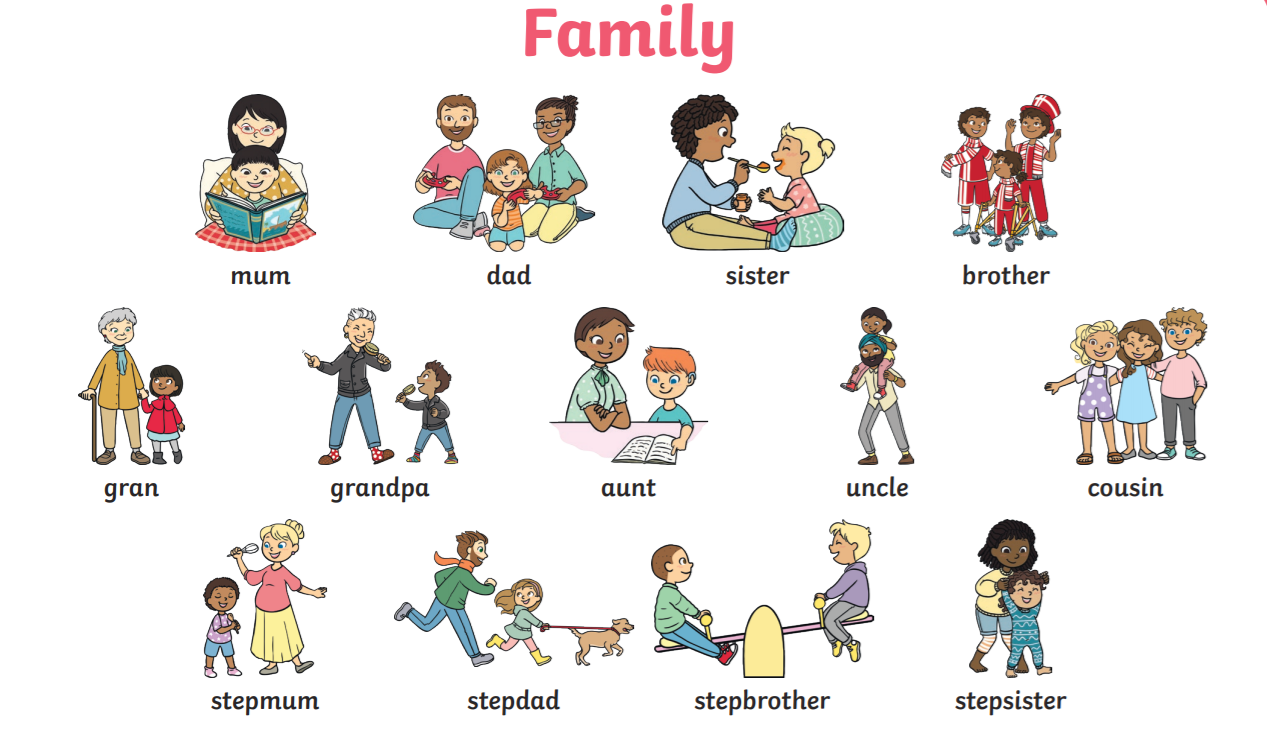 Family
mum dad sister brother
gran grandpa aunt uncle cousin
stepmum stepdad stepbrother stepsister